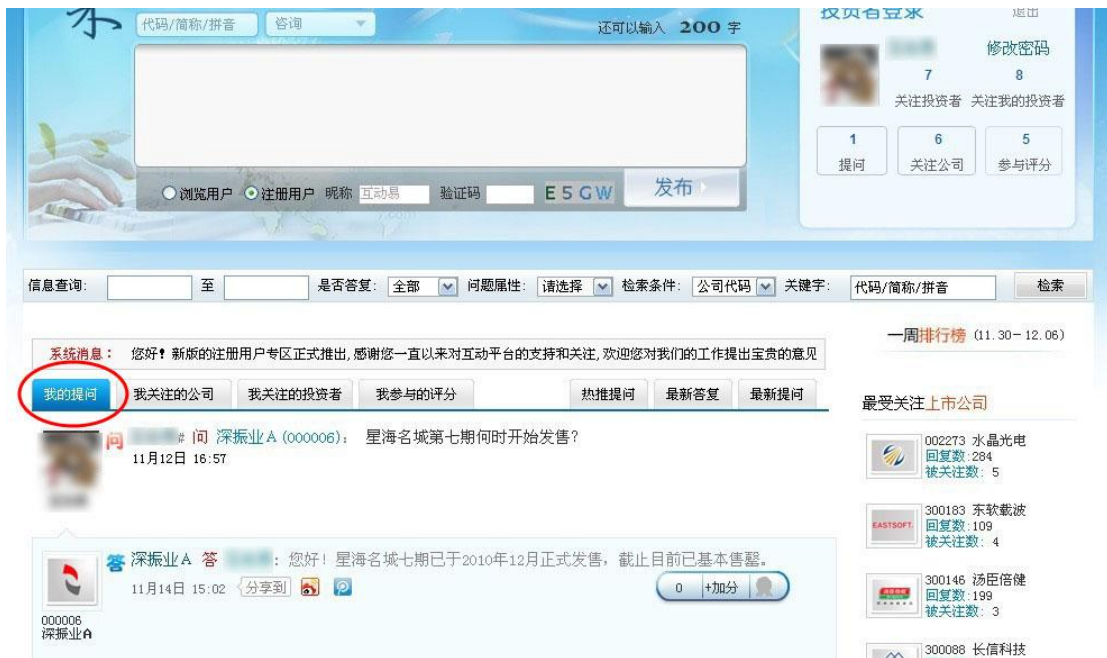 代码/简称/拼音 咨询 还可以输入 200 字
投资者登录 退出
修改密码
7 8
关注投资者 关注我的投资者
1 6 5
提问 关注公司 参与评分
浏览用户 注册用户 昵称 互动易 验证码 E5GW 发布
信息查询: 至 是否答复: 全部 问题属性: 请选择 检索条件: 公司代码 关键字: 代码/简称/拼音 检索
一周排行榜 (11.30-12.06)
系统消息: 您好! 新版的注册用户专区正式推出,感谢您一直以来对互动平台的支持和关注,欢迎您对我们的工作提出宝贵的意见
我的提问 我关注的公司 我关注的投资者 我参与的评分 热推提问 最新答复 最新提问
最受关注上市公司
问 # 问 深振业A (000006): 星海名城第七期何时开始发售?
11月12日 16:57
002273 水晶光电
回复数:284
被关注数: 5
EASTSOFT
300183 东软载波
回复数:109
被关注数: 4
答 深振业A 答 : 您好! 星海名城七期已于2010年12月正式发售,截止目前已基本售罄。
11月14日 15:02 分享到 0 +加分
000006
深振业A
300146 汤臣倍健
回复数:199
被关注数: 3
300088 长信科技